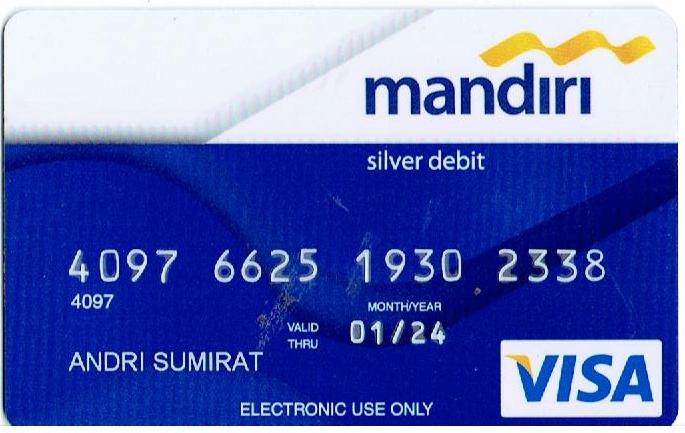 mandiri
silver debit
4097 6625 1930 2338
4097
MONTH/YEAR
VALID THRU 01/24
ANDRI SUMIRAT
VISA
ELECTRONIC USE ONLY